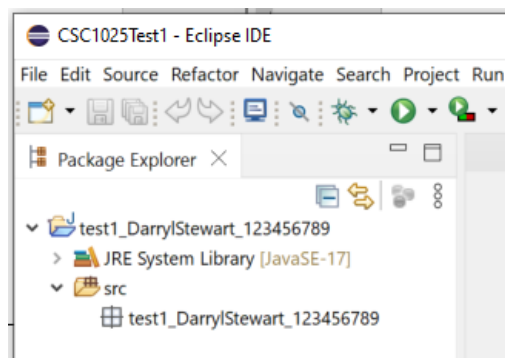 CSC1025Test1 - Eclipse IDE
File Edit Source Refactor Navigate Search Project Run
Package Explorer
test1_DarrylStewart_123456789
JRE System Library [JavaSE-17]
src
test1_DarrylStewart_123456789